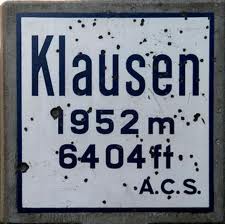 Klausen
1952 m
6404 ft
A.C.S.